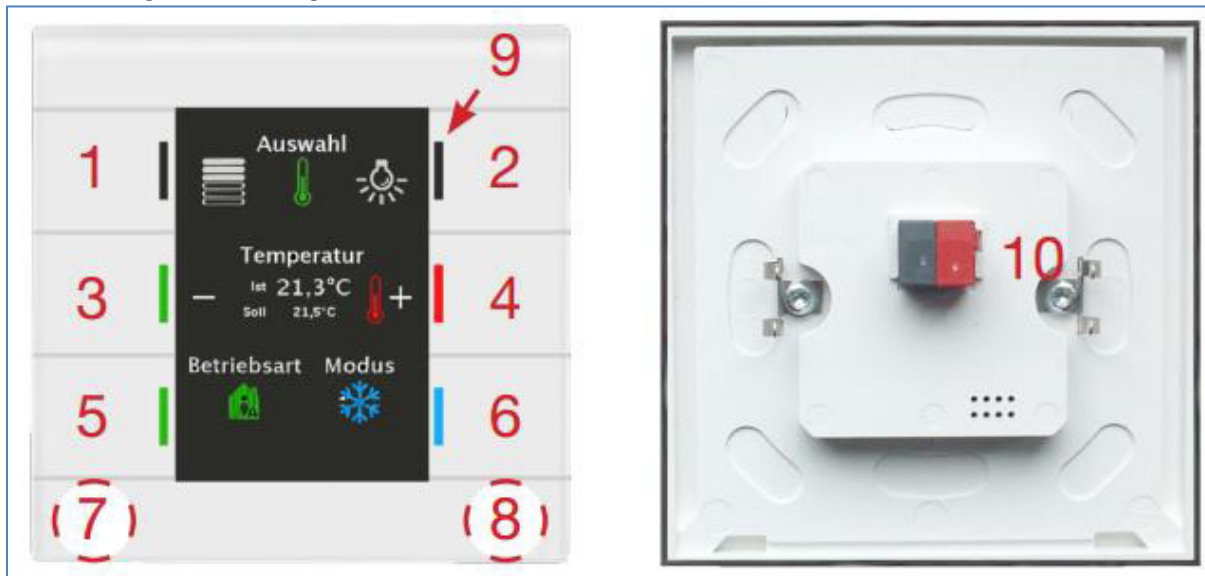 9
1
Auswahl
2
3
Temperatur
Ist 21,3°C
Soll 21,5°C
− +
4
10
Betriebsart Modus
5
6
7
8